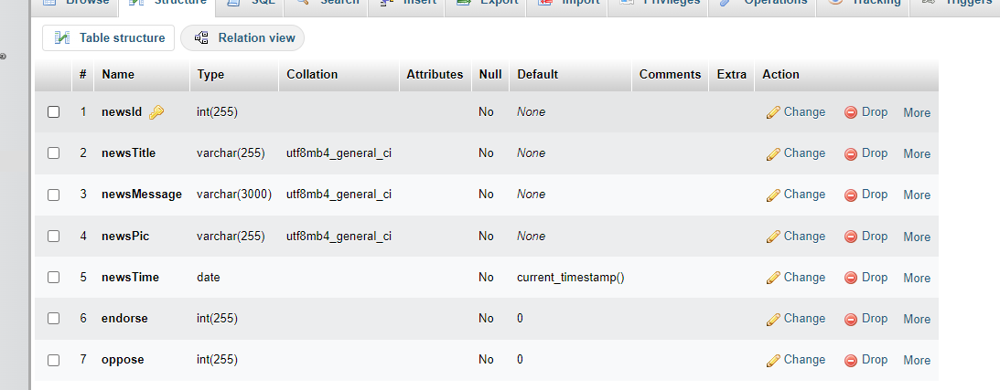 Browse Structure SQL Search Insert Export Import Privileges Operations Tracking Triggers
Table structure Relation view
# Name Type Collation Attributes Null Default Comments Extra Action
1 newsId int(255) No None Change Drop More
2 newsTitle varchar(255) utf8mb4_general_ci No None Change Drop More
3 newsMessage varchar(3000) utf8mb4_general_ci No None Change Drop More
4 newsPic varchar(255) utf8mb4_general_ci No None Change Drop More
5 newsTime date No current_timestamp() Change Drop More
6 endorse int(255) No 0 Change Drop More
7 oppose int(255) No 0 Change Drop More